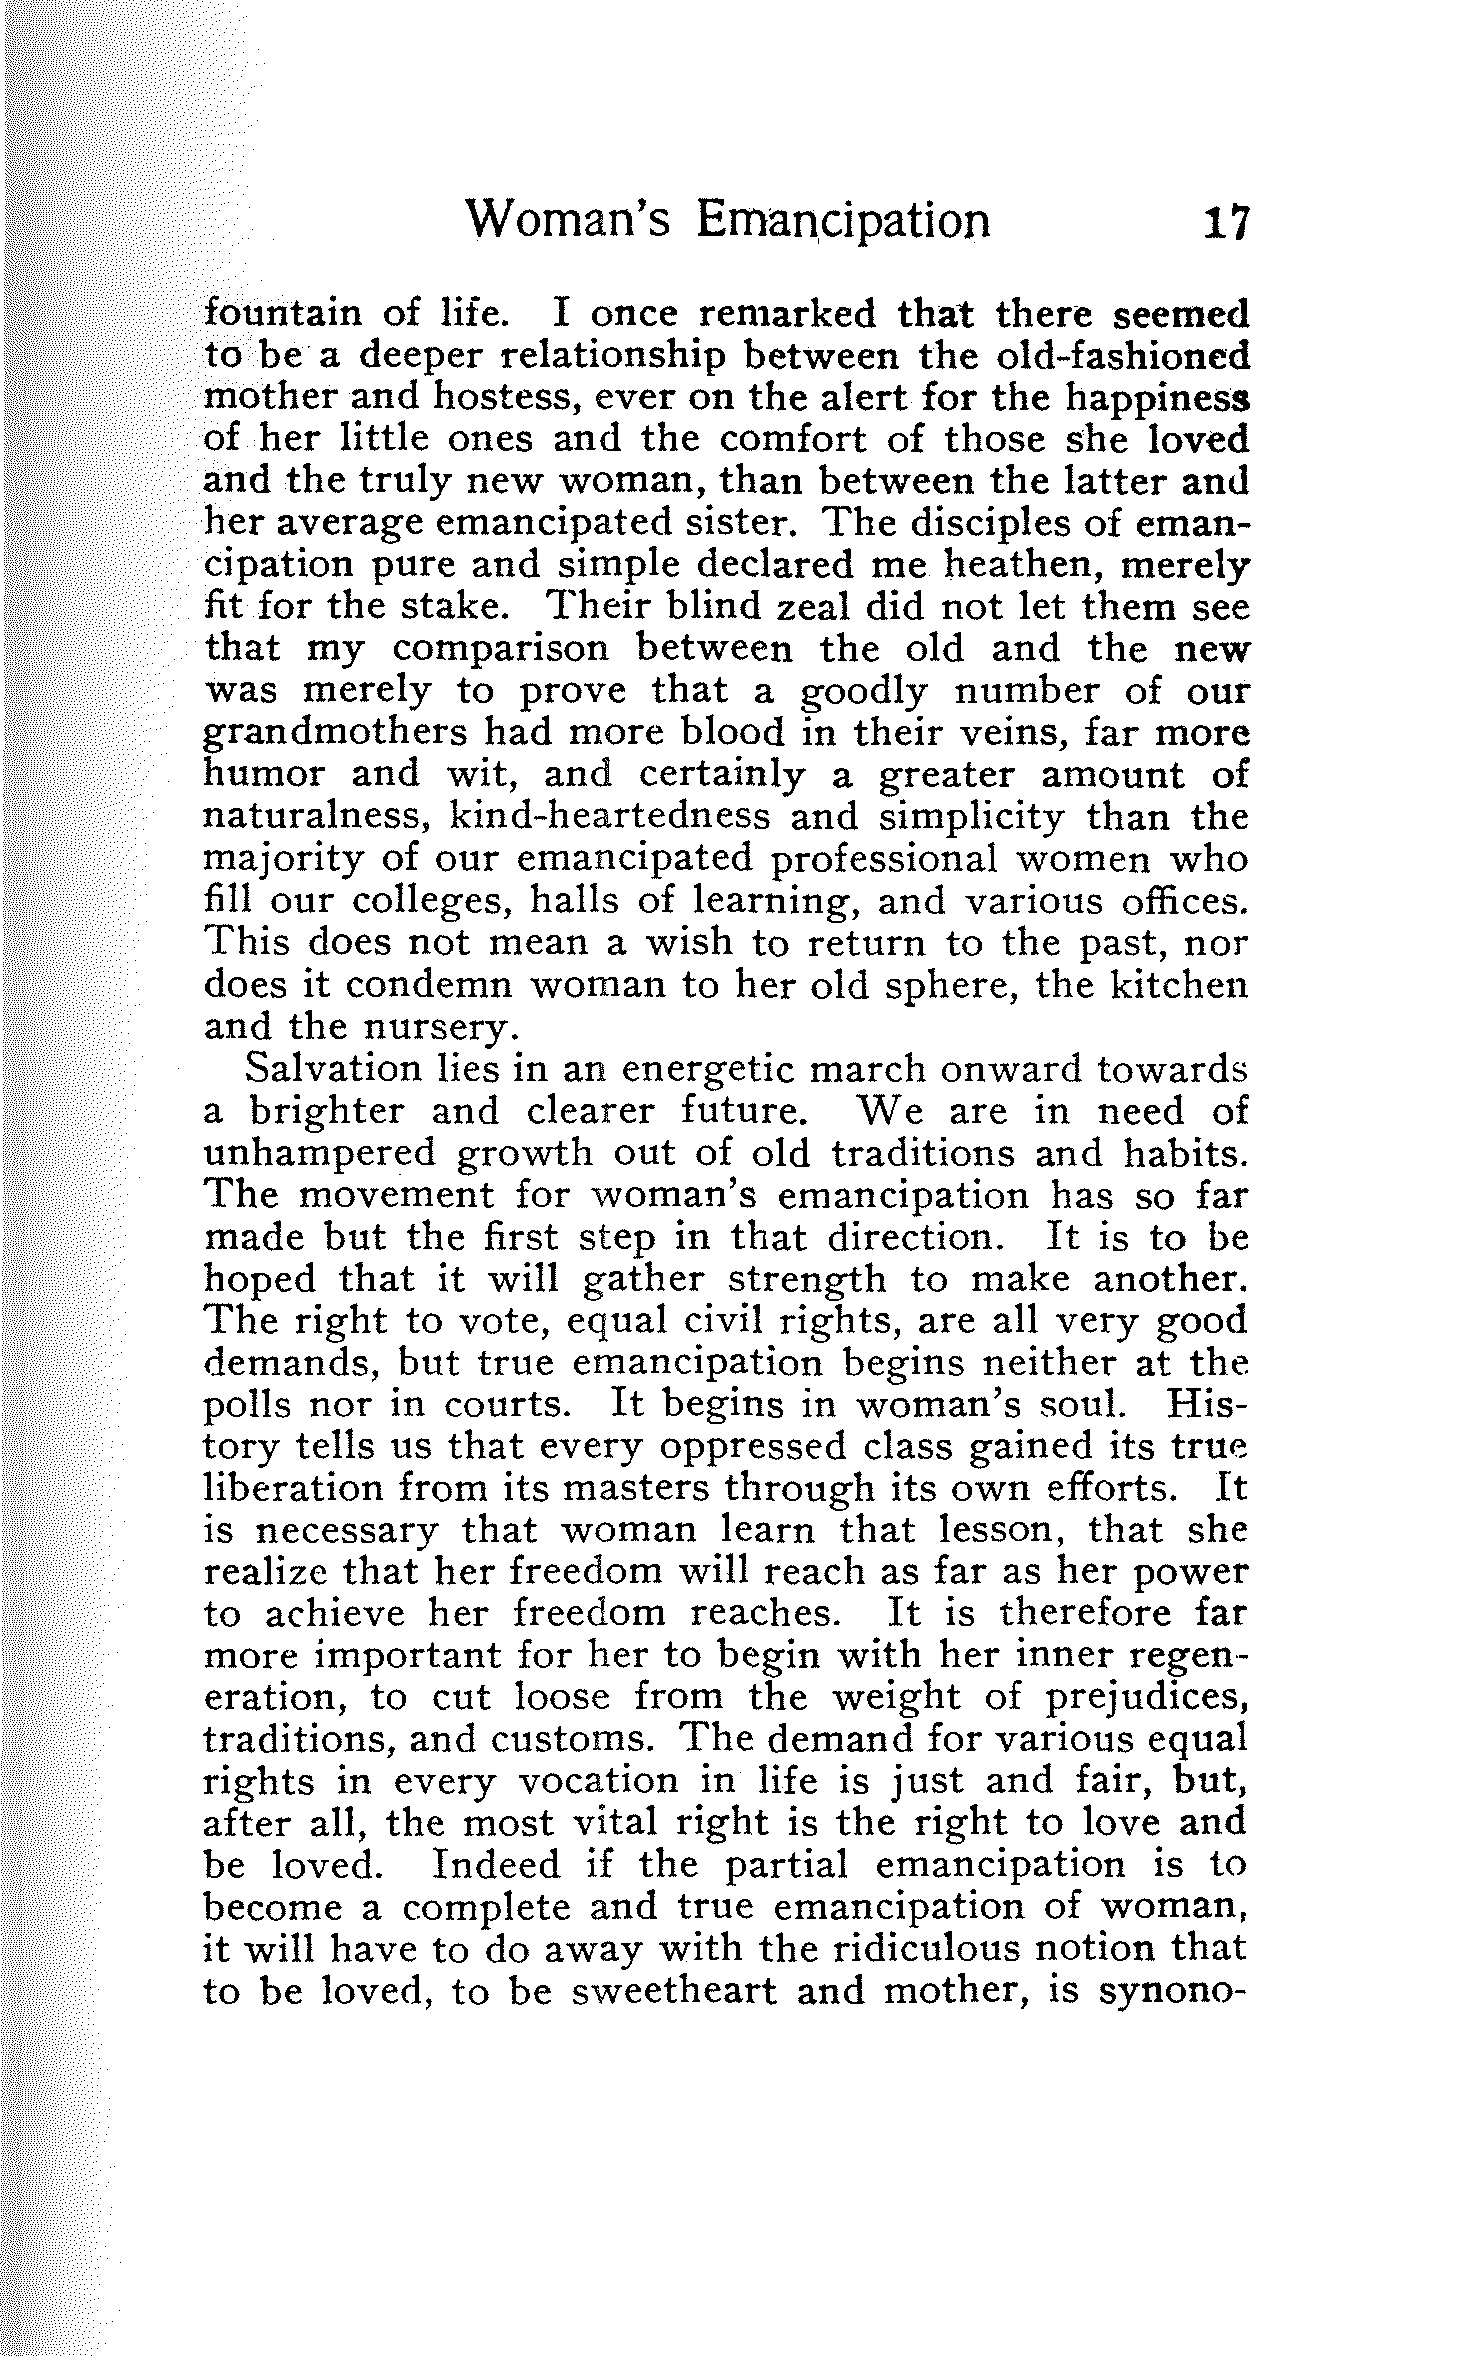 Woman's Emancipation 17
fountain of life. I once remarked that there seemed
to be a deeper relationship between the old-fashioned
mother and hostess, ever on the alert for the happiness
of her little ones and the comfort of those she loved
and the truly new woman, than between the latter and
her average emancipated sister. The disciples of eman-
cipation pure and simple declared me heathen, merely
fit for the stake. Their blind zeal did not let them see
that my comparison between the old and the new
was merely to prove that a goodly number of our
grandmothers had more blood in their veins, far more
humor and wit, and certainly a greater amount of
naturalness, kind-heartedness and simplicity than the
majority of our emancipated professional women who
fill our colleges, halls of learning, and various offices.
This does not mean a wish to return to the past, nor
does it condemn woman to her old sphere, the kitchen
and the nursery.
Salvation lies in an energetic march onward towards
a brighter and clearer future. We are in need of
unhampered growth out of old traditions and habits.
The movement for woman's emancipation has so far
made but the first step in that direction. It is to be
hoped that it will gather strength to make another.
The right to vote, equal civil rights, are all very good
demands, but true emancipation begins neither at the
polls nor in courts. It begins in woman's soul. His-
tory tells us that every oppressed class gained its true
liberation from its masters through its own efforts. It
is necessary that woman learn that lesson, that she
realize that her freedom will reach as far as her power
to achieve her freedom reaches. It is therefore far
more important for her to begin with her inner regen-
eration, to cut loose from the weight of prejudices,
traditions, and customs. The demand for various equal
rights in every vocation in life is just and fair, but,
after all, the most vital right is the right to love and
be loved. Indeed if the partial emancipation is to
become a complete and true emancipation of woman,
it will have to do away with the ridiculous notion that
to be loved, to be sweetheart and mother, is synono-